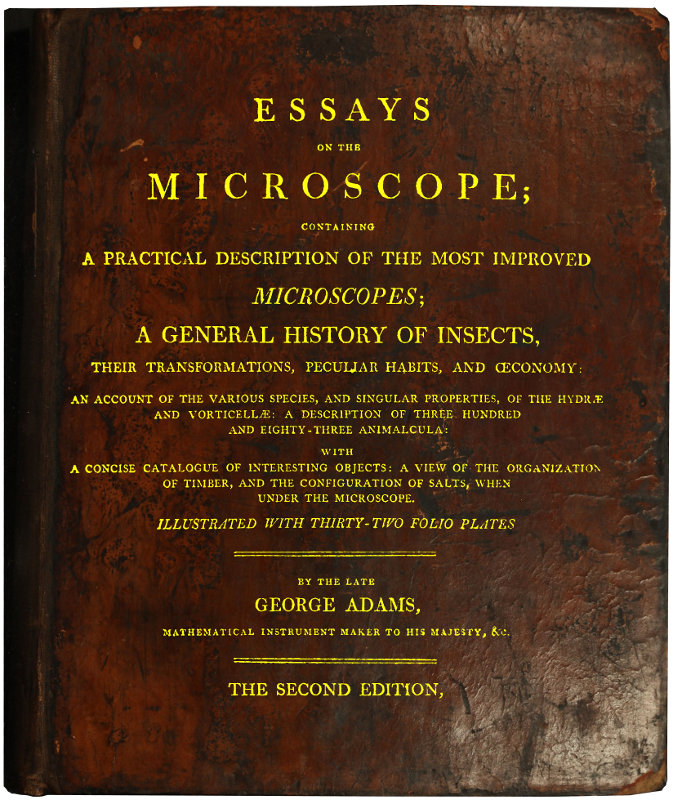 ESSAYS
ON THE
MICROSCOPE;
CONTAINING
A PRACTICAL DESCRIPTION OF THE MOST IMPROVED
MICROSCOPES;
A GENERAL HISTORY OF INSECTS,
THEIR TRANSFORMATIONS, PECULIAR HABITS, AND ŒCONOMY:
AN ACCOUNT OF THE VARIOUS SPECIES, AND SINGULAR PROPERTIES, OF THE HYDRÆ
AND VORTICELLÆ: A DESCRIPTION OF THREE HUNDRED
AND EIGHTY-THREE ANIMALCULA:
WITH
A CONCISE CATALOGUE OF INTERESTING OBJECTS: A VIEW OF THE ORGANIZATION
OF TIMBER, AND THE CONFIGURATION OF SALTS, WHEN
UNDER THE MICROSCOPE.
ILLUSTRATED WITH THIRTY-TWO FOLIO PLATES
BY THE LATE
GEORGE ADAMS,
MATHEMATICAL INSTRUMENT MAKER TO HIS MAJESTY, &C.
THE SECOND EDITION,